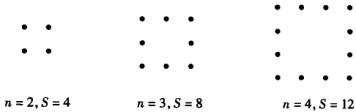 n = 2, S = 4
n = 3, S = 8
n = 4, S = 12